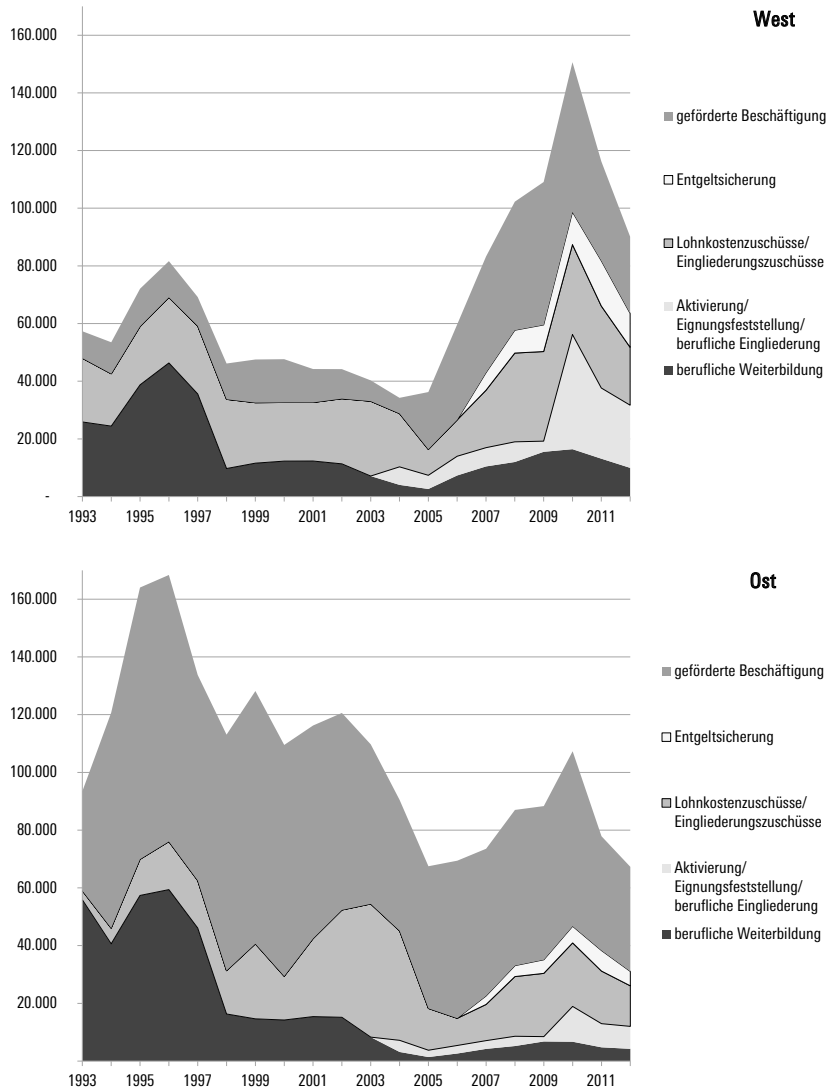 West
160.000
140.000
120.000
100.000
80.000
60.000
40.000
20.000
-
1993 1995 1997 1999 2001 2003 2005 2007 2009 2011
geförderte Beschäftigung
Entgeltsicherung
Lohnkostenzuschüsse/
Eingliederungszuschüsse
Aktivierung/
Eignungsfeststellung/
berufliche Eingliederung
berufliche Weiterbildung
Ost
160.000
140.000
120.000
100.000
80.000
60.000
40.000
20.000
1993 1995 1997 1999 2001 2003 2005 2007 2009 2011
geförderte Beschäftigung
Entgeltsicherung
Lohnkostenzuschüsse/
Eingliederungszuschüsse
Aktivierung/
Eignungsfeststellung/
berufliche Eingliederung
berufliche Weiterbildung